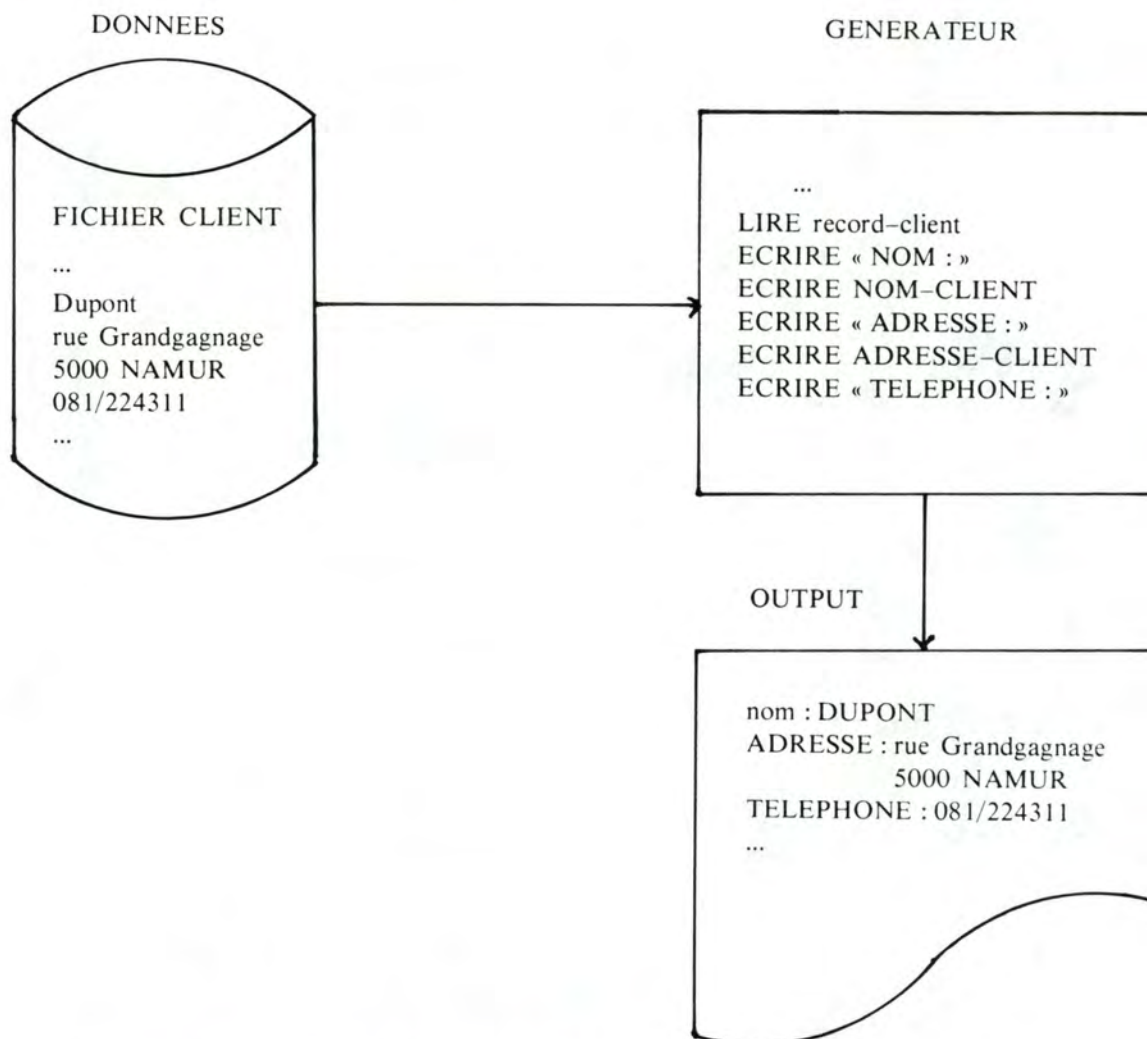 DONNEES
FICHIER CLIENT
...
Dupont
rue Grandgagnage
5000 NAMUR
081/224311
...
GENERATEUR
...
LIRE record–client
ECRIRE « NOM : »
ECRIRE NOM–CLIENT
ECRIRE « ADRESSE : »
ECRIRE ADRESSE–CLIENT
ECRIRE « TELEPHONE : »
OUTPUT
nom : DUPONT
ADRESSE : rue Grandgagnage
5000 NAMUR
TELEPHONE : 081/224311
...